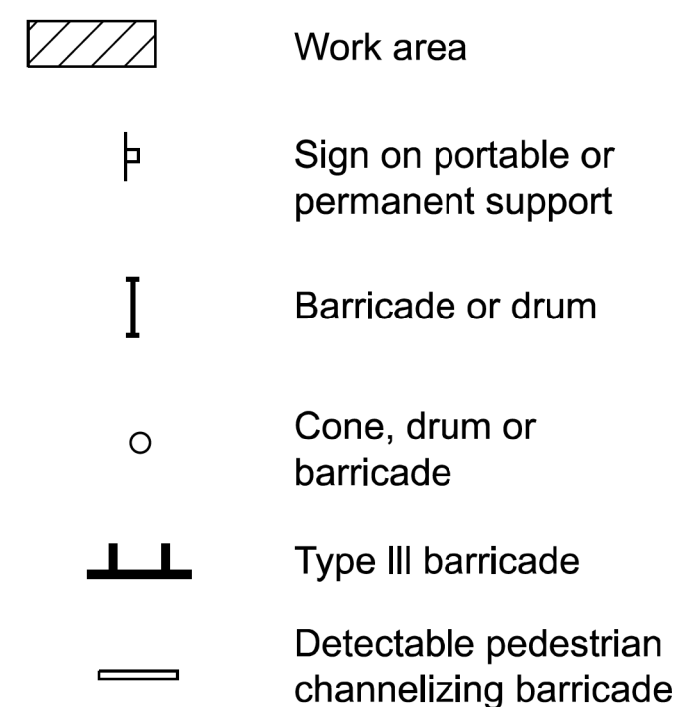 Work area
Sign on portable or
permanent support
Barricade or drum
Cone, drum or
barricade
Type III barricade
Detectable pedestrian
channelizing barricade